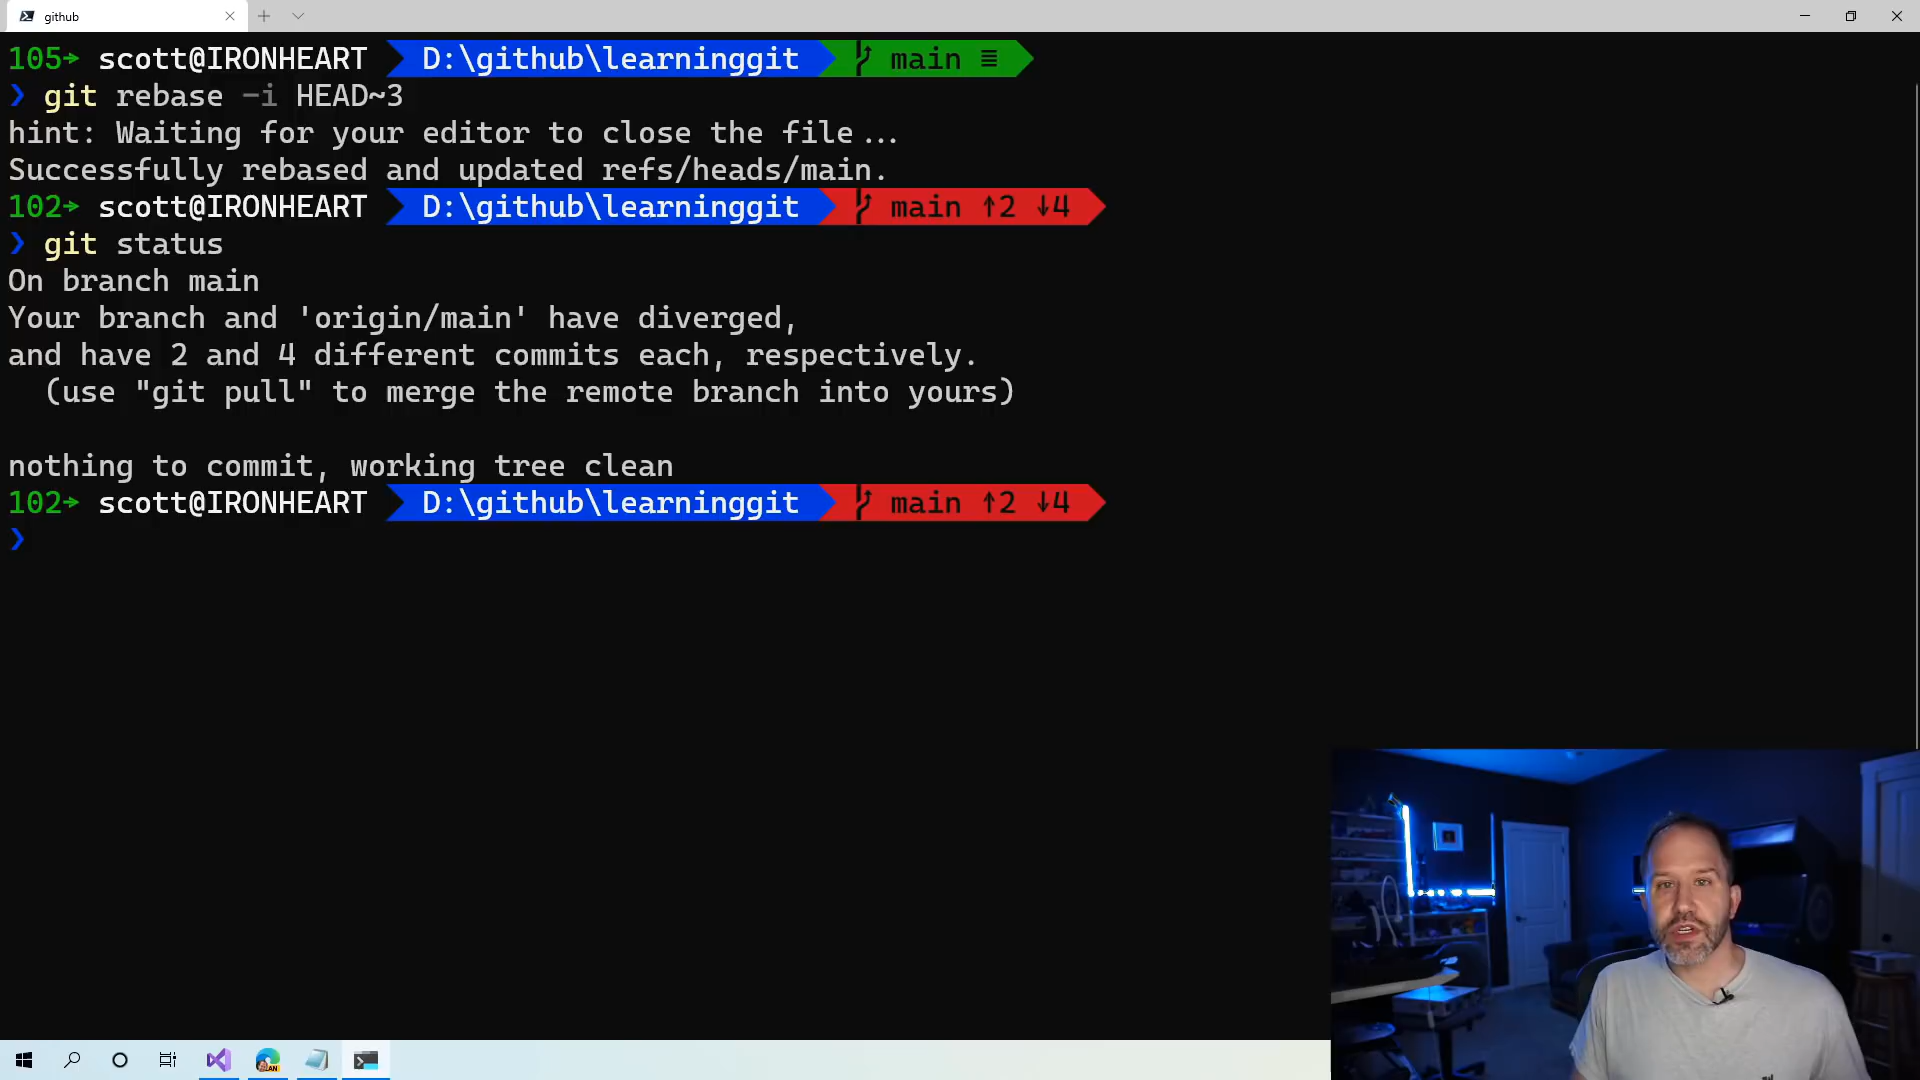 github
105→ scott@IRONHEART D:\github\learninggit main ≡
❯ git rebase -i HEAD~3
hint: Waiting for your editor to close the file...
Successfully rebased and updated refs/heads/main.
102→ scott@IRONHEART D:\github\learninggit main ↑2 ↓4
❯ git status
On branch main
Your branch and 'origin/main' have diverged,
and have 2 and 4 different commits each, respectively.
(use "git pull" to merge the remote branch into yours)
nothing to commit, working tree clean
102→ scott@IRONHEART D:\github\learninggit main ↑2 ↓4
❯